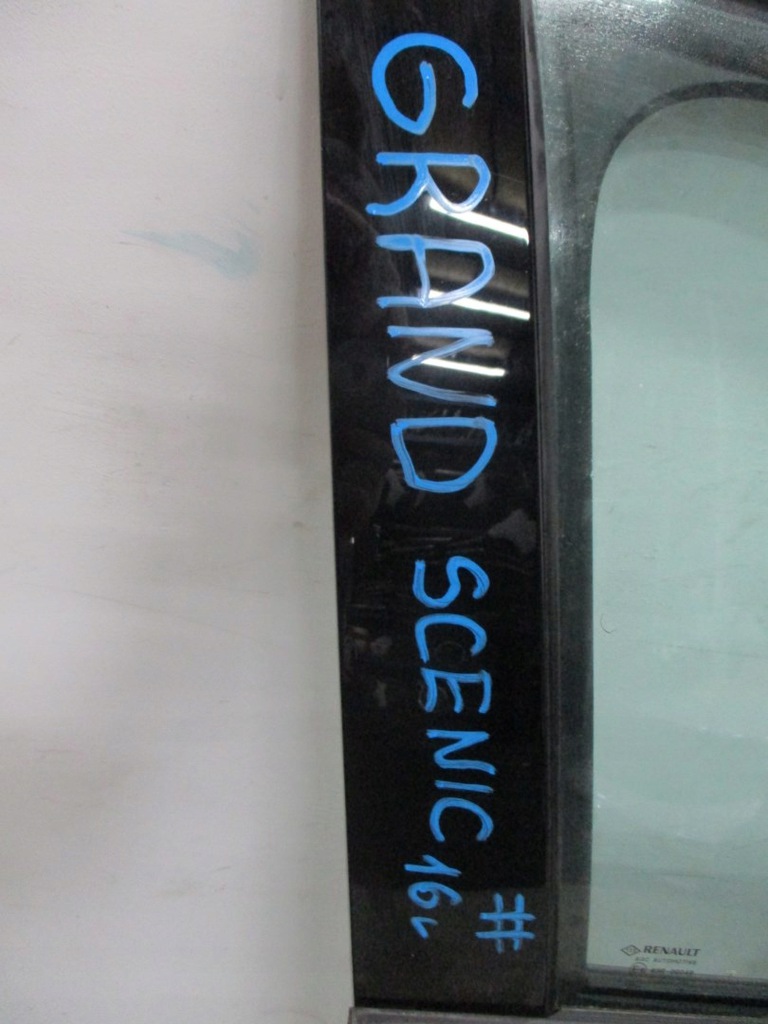 GRAND SCENIC 16 L
#
RENAULT